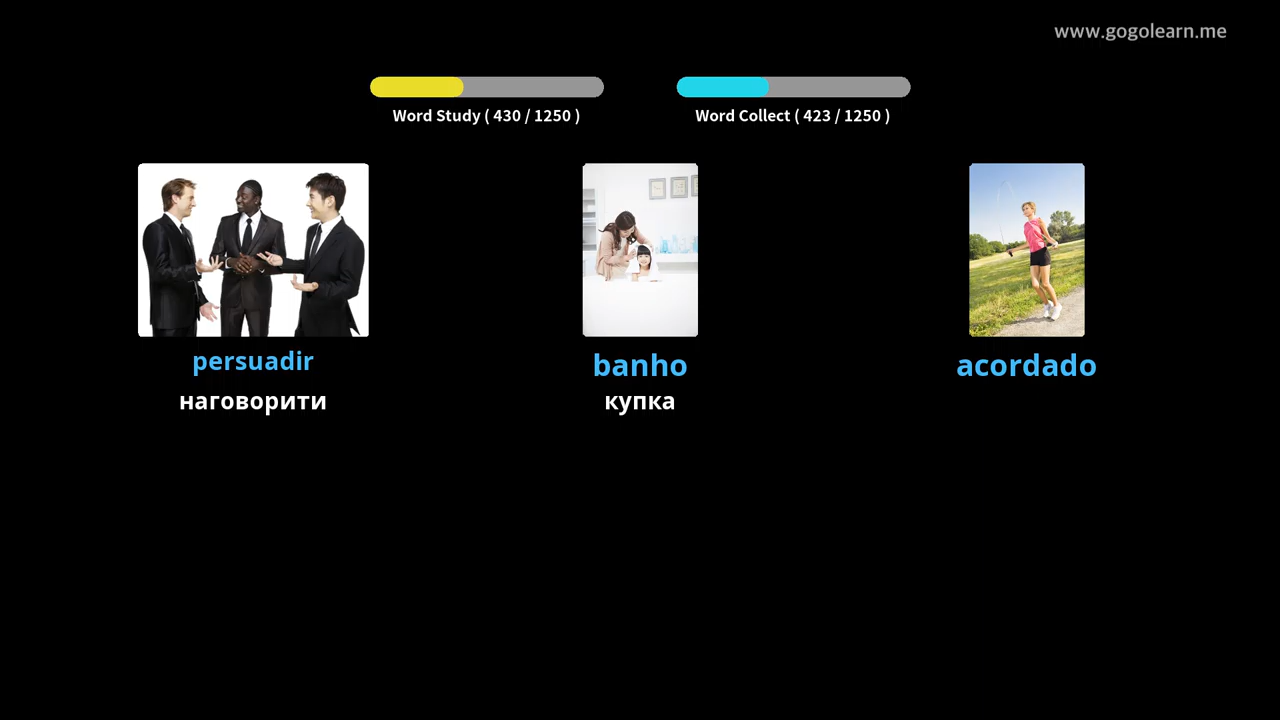 www.gogolearn.me
Word Study ( 430 / 1250 )
Word Collect ( 423 / 1250 )
persuadir
banho
acordado
наговорити
купка